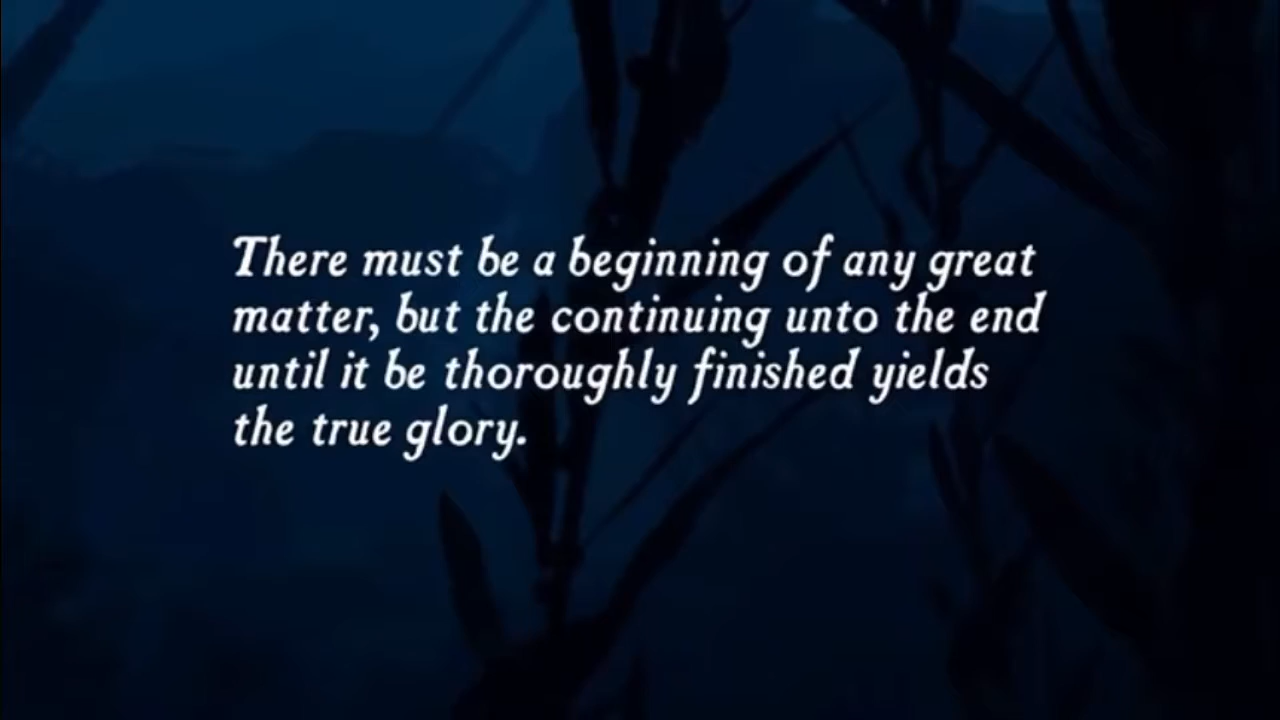 There must be a beginning of any great
matter, but the continuing unto the end
until it be thoroughly finished yields
the true glory.